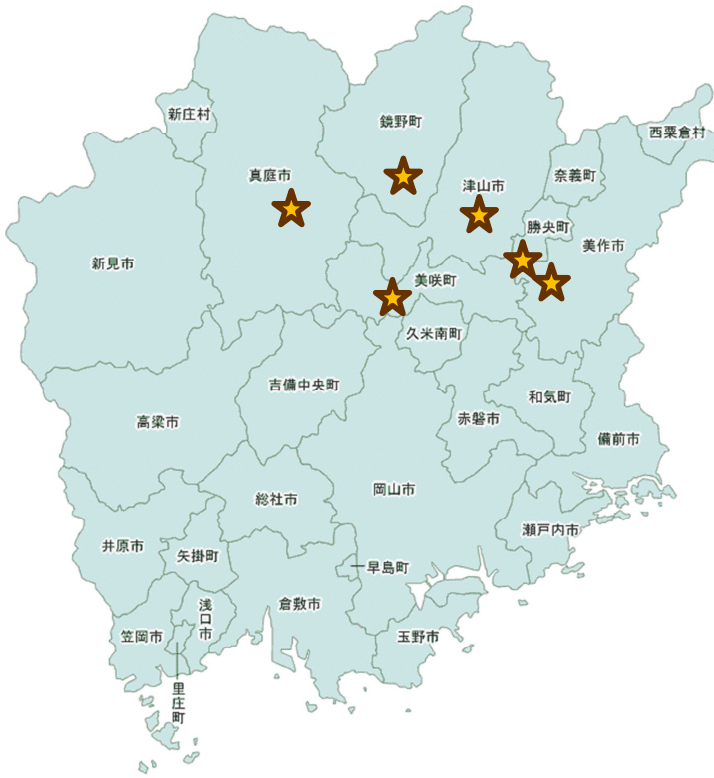 新庄村
鏡野町
西粟倉村
真庭市
津山市
奈義町
勝央町
美作市
新見市
美咲町
久米南町
吉備中央町
和気町
高梁市
赤磐市
備前市
総社市
岡山市
瀬戸内市
井原市
矢掛町
早島町
浅口市
倉敷市
笠岡市
玉野市
里庄町